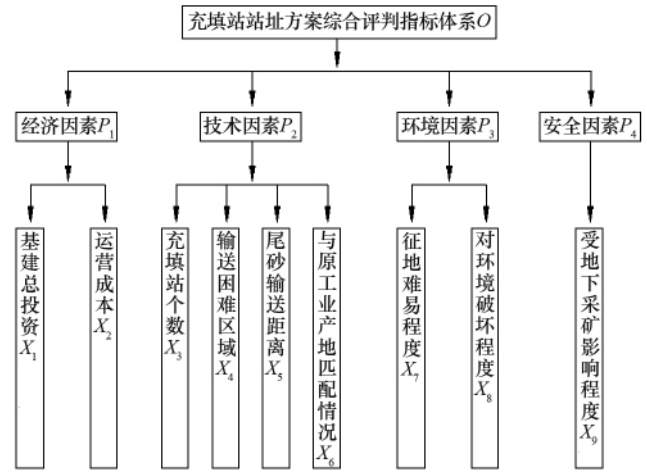 充填站站址方案综合评判指标体系O
经济因素P1
技术因素P2
环境因素P3
安全因素P4
基建总投资X1
运营成本X2
充填站个数X3
输送困难区域X4
尾砂输送距离X5
与原工业产地匹配情况X6
征地难易程度X7
对环境破坏程度X8
受地下采矿影响程度X9